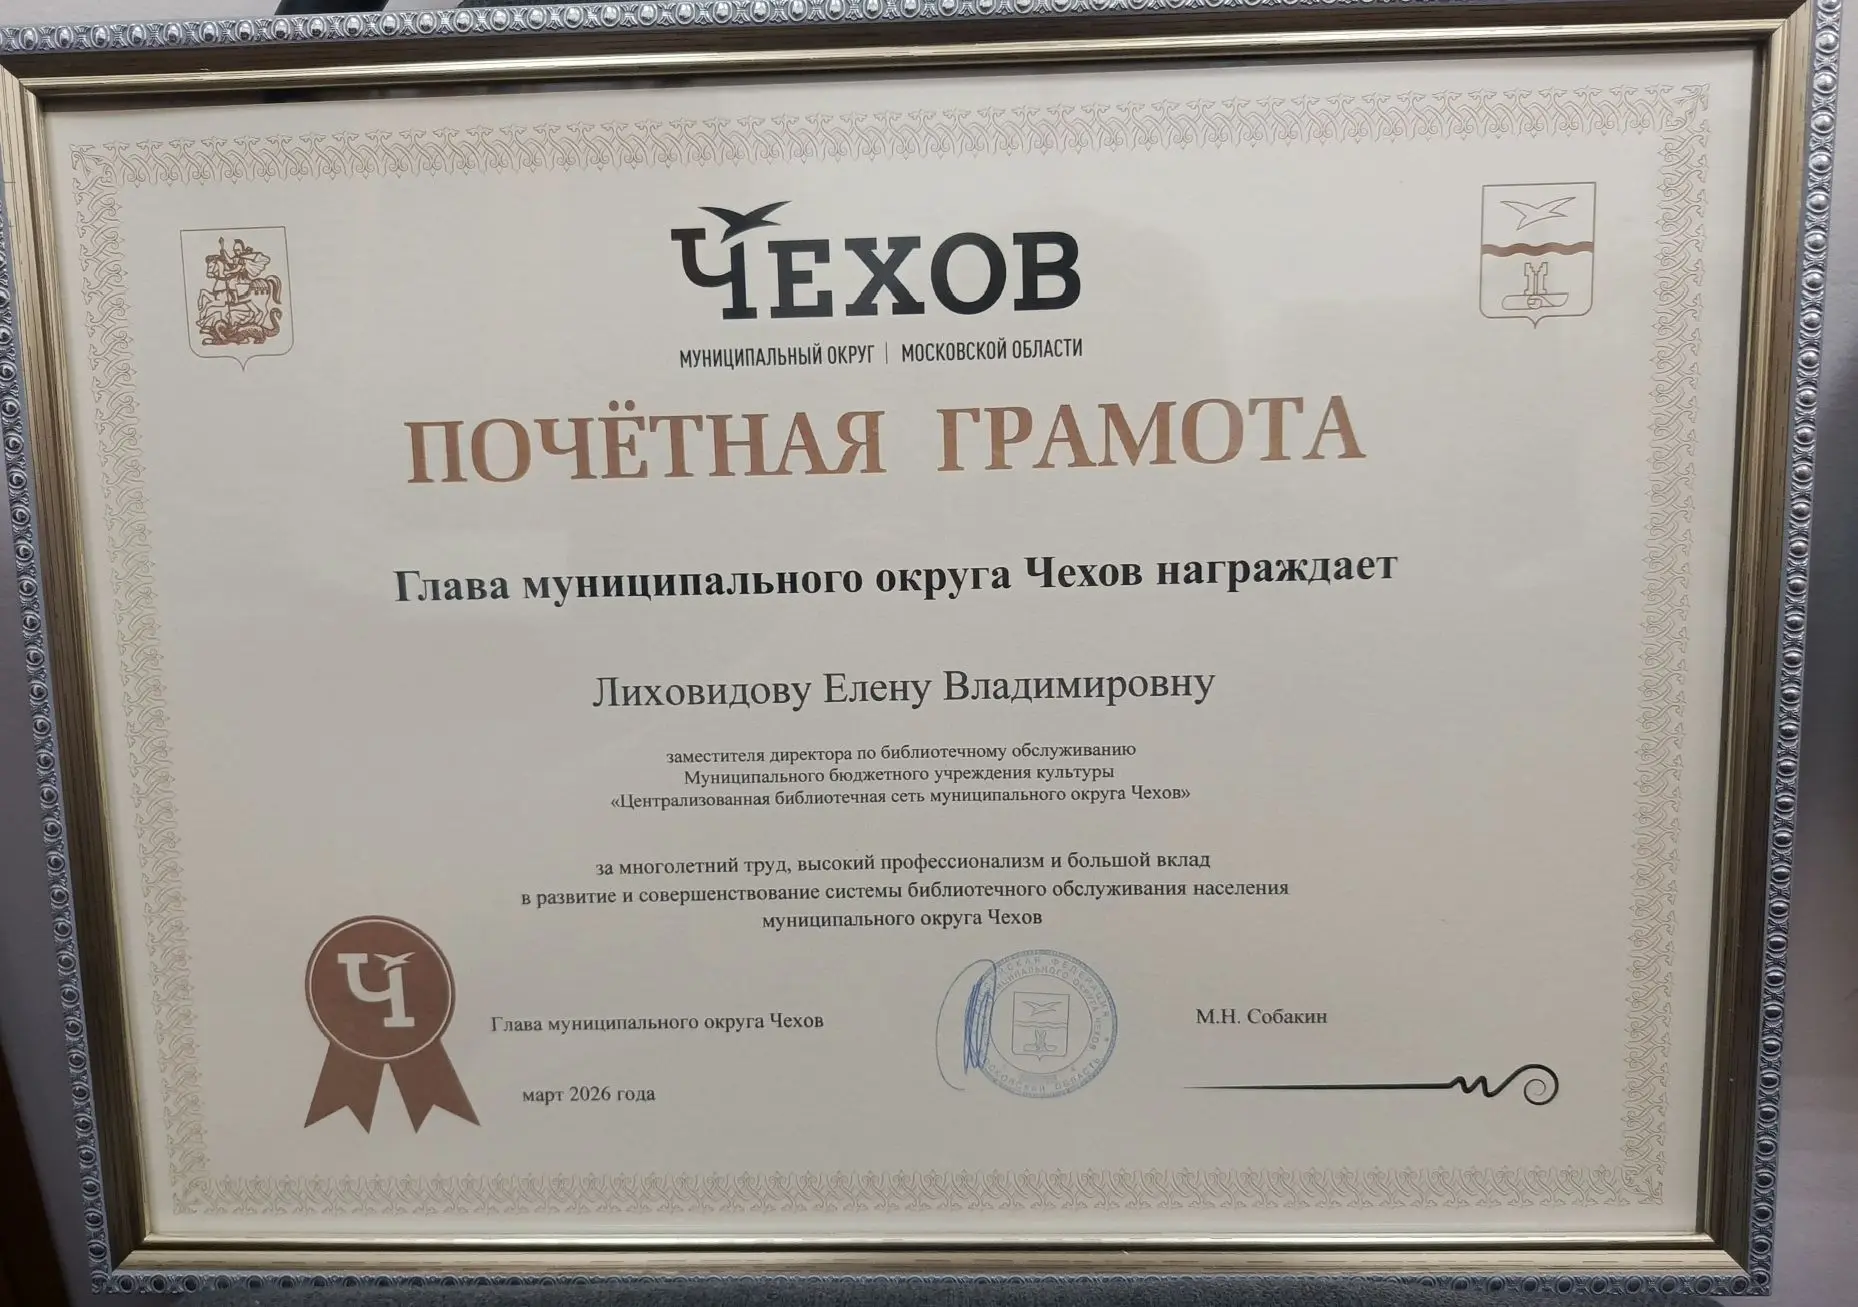 ЧЕХОВ
МУНИЦИПАЛЬНЫЙ ОКРУГ | МОСКОВСКОЙ ОБЛАСТИ
ПОЧЁТНАЯ ГРАМОТА
Глава муниципального округа Чехов награждает
Лиховидову Елену Владимировну
заместителя директора по библиотечному обслуживанию
Муниципального бюджетного учреждения культуры
«Централизованная библиотечная сеть муниципального округа Чехов»
за многолетний труд, высокий профессионализм и большой вклад
в развитие и совершенствование системы библиотечного обслуживания населения
муниципального округа Чехов
Ч
Глава муниципального округа Чехов
М.Н. Собакин
март 2026 года